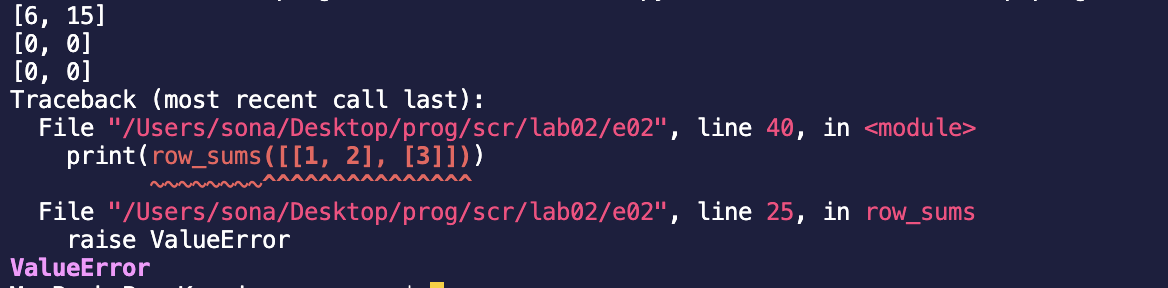 [6, 15]
[0, 0]
[0, 0]
Traceback (most recent call last):
  File "/Users/sona/Desktop/prog/scr/lab02/e02", line 40, in <module>
    print(row_sums([[1, 2], [3]]))
          ~~~~~~~~^^^^^^^^^^^^^^^
  File "/Users/sona/Desktop/prog/scr/lab02/e02", line 25, in row_sums
    raise ValueError
ValueError